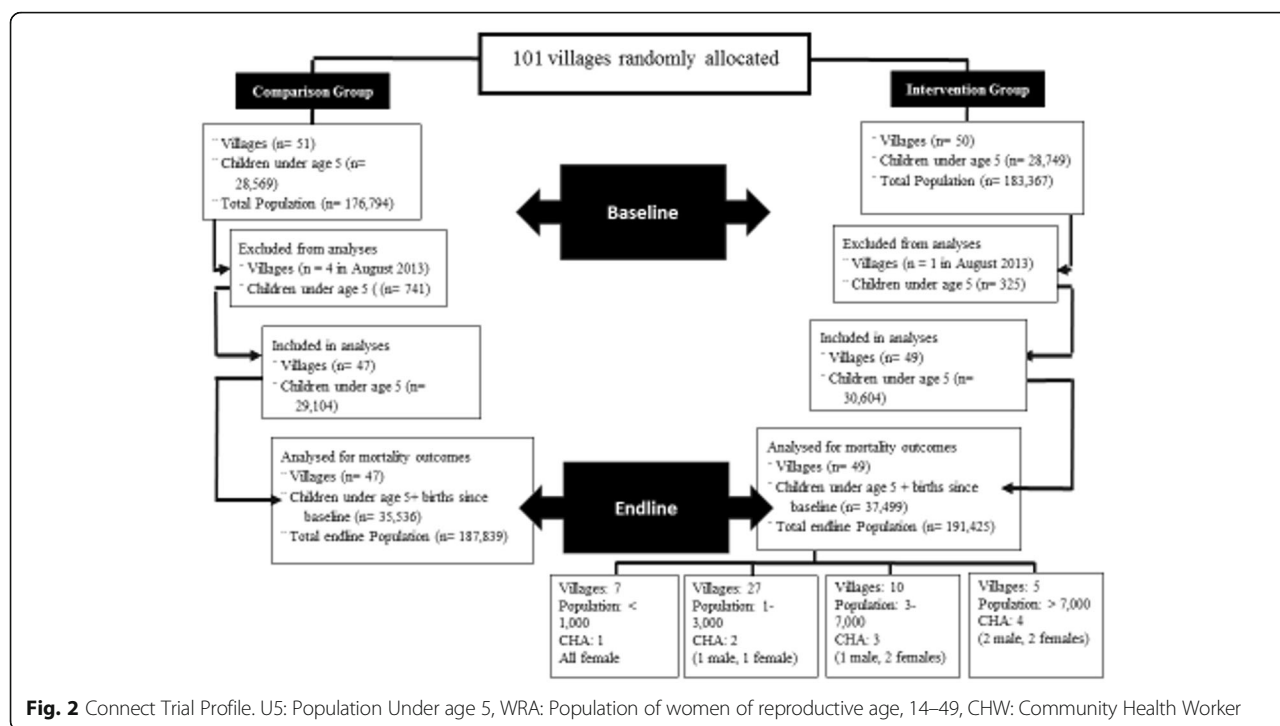 101 villages randomly allocated
Comparison Group
Intervention Group
¨ Villages (n= 51)
¨ Children under age 5 (n=
28,569)
¨ Total Population (n= 176,794)
Baseline
¨ Villages (n= 50)
¨ Children under age 5 (n= 28,749)
¨ Total Population (n= 183,367)
Excluded from analyses
¨ Villages (n = 4 in August 2013)
¨ Children under age 5 ( (n= 741)
Excluded from analyses
¨ Villages (n = 1 in August 2013)
¨ Children under age 5 (n= 325)
Included in analyses
¨ Villages (n= 47)
¨ Children under age 5 (n=
29,104)
Included in analyses
¨ Villages (n= 49)
¨ Children under age 5 (n=
30,604)
Analysed for mortality outcomes
¨ Villages (n= 47)
¨ Children under age 5+ births since
baseline (n= 35,536)
¨ Total endline Population (n= 187,839)
Endline
Analysed for mortality outcomes
¨ Villages (n= 49)
¨ Children under age 5 + births since
baseline (n= 37,499)
¨ Total endline Population (n= 191,425)
Villages: 7
Population: <
1,000
CHA: 1
All female
Villages: 27
Population: 1-
3,000
CHA: 2
(1 male, 1 female)
Villages: 10
Population: 3-
7,000
CHA: 3
(1 male, 2 females)
Villages: 5
Population: > 7,000
CHA: 4
(2 male, 2 females)
Fig. 2 Connect Trial Profile. U5: Population Under age 5, WRA: Population of women of reproductive age, 14–49, CHW: Community Health Worker